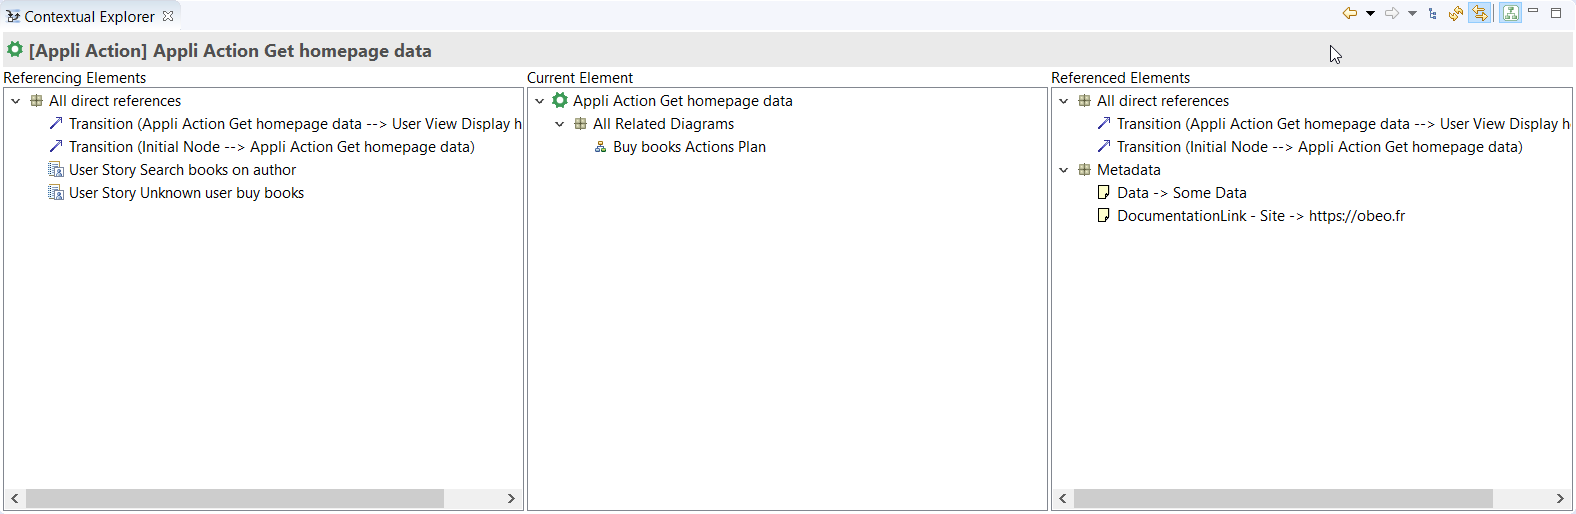 Contextual Explorer
[Appli Action] Appli Action Get homepage data
Referencing Elements
All direct references
Transition (Appli Action Get homepage data --> User View Display h
Transition (Initial Node --> Appli Action Get homepage data)
User Story Search books on author
User Story Unknown user buy books
Current Element
Appli Action Get homepage data
All Related Diagrams
Buy books Actions Plan
Referenced Elements
All direct references
Transition (Appli Action Get homepage data --> User View Display h
Transition (Initial Node --> Appli Action Get homepage data)
Metadata
Data -> Some Data
DocumentationLink - Site -> https://obeo.fr